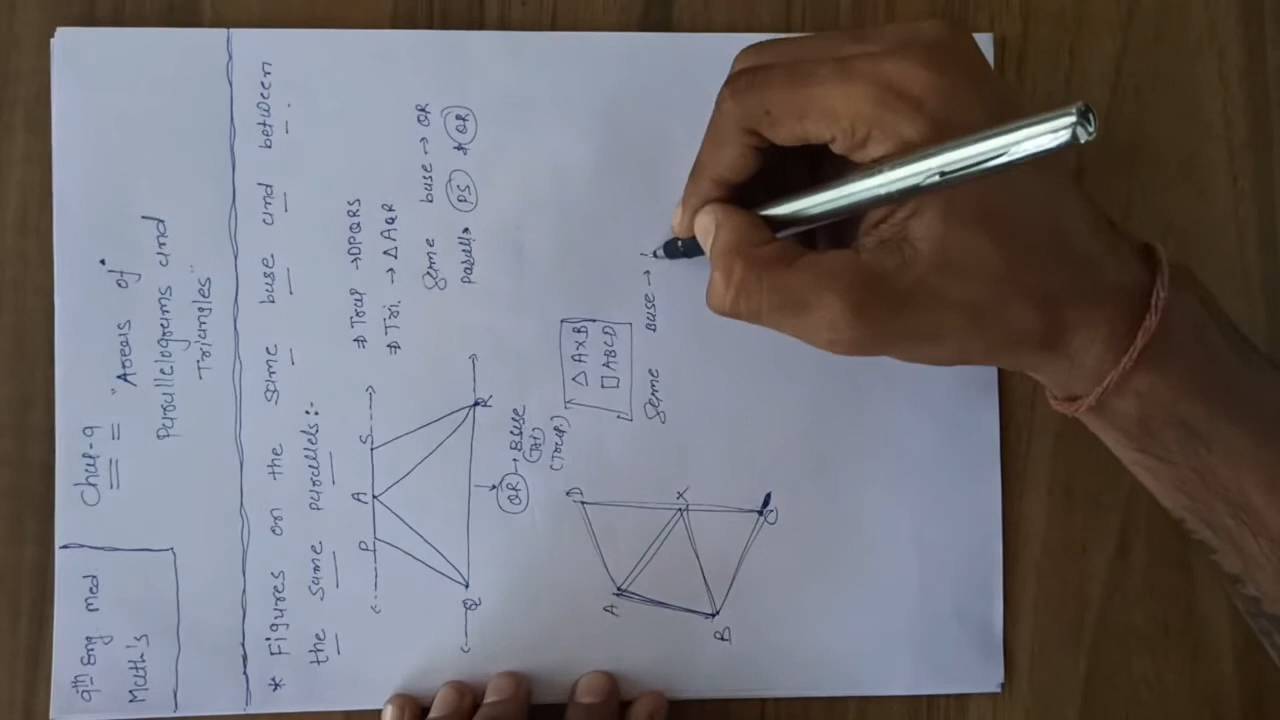 9th Eng. med
Math's
Chap-9
"Areas of
Parallelograms and
Triangles"
* Figures on the same base and between
the same parallels:-
P A S
Q R
QR → Base
(Tri)
(Trap.)
⇒ Trap → □PQRS
⇒ Tri. → △AQR
Same base → QR
Parall⇒ PS & QR
D
A X
B C
△AXB
□ABCD
Same Base →